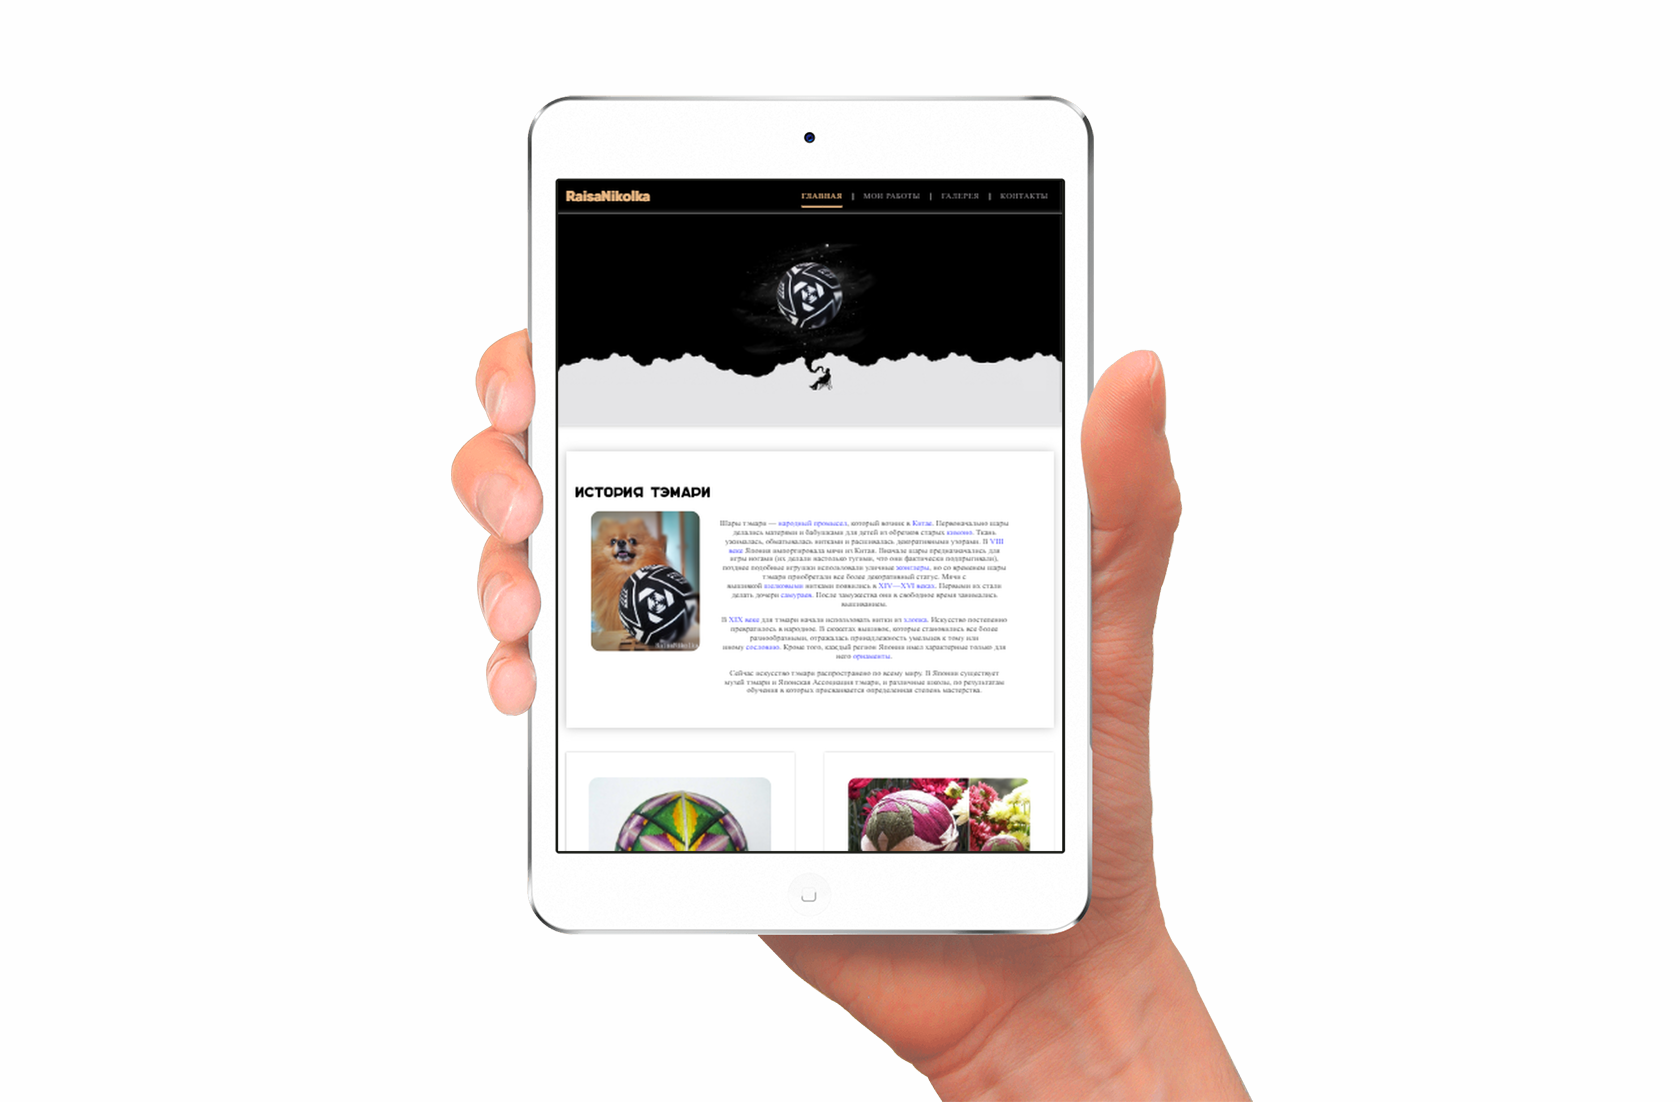 RaisaNikolka
ГЛАВНАЯ | МОИ РАБОТЫ | ГАЛЕРЕЯ | КОНТАКТЫ
ИСТОРИЯ ТЭМАРИ
Шары тэмари — народный промысел, который возник в Китае. Первоначально шары
делались матерями и бабушками для детей из обрезков старых кимоно. Ткань
ужималась, обматывалась нитками и расшивалась декоративными узорами. В VIII
веке Япония импортировала мячи из Китая. Вначале шары предназначались для
игры ногами (их делали настолько тугими, что они фактически подпрыгивали),
позднее подобные игрушки использовали уличные жонглеры, но со временем шары
тэмари приобретали все более декоративный статус. Мячи с
вышивкой шелковыми нитками появились в XIV—XVI веках. Первыми их стали
делать дочери самураев. После замужества они в свободное время занимались
вышиванием.
В XIX веке для тэмари начали использовать нитки из хлопка. Искусство постепенно
превратилось в народное. В сюжетах вышивок, которые становились все более
разнообразными, отражалась принадлежность умельцев к тому или
иному сословию. Кроме того, каждый регион Японии имел характерные только для
него орнаменты.
Сейчас искусство тэмари распространено по всему миру. В Японии существует
музей тэмари и Японская Ассоциация тэмари, и различные школы, по результатам
обучения в которых присваивается определенная степень мастерства.
RaisaNikolka